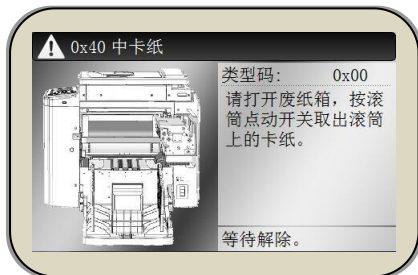 0x40 中卡纸
类型码: 0x00
请打开废纸箱，按滚
筒点动开关取出滚筒
上的卡纸。
等待解除。